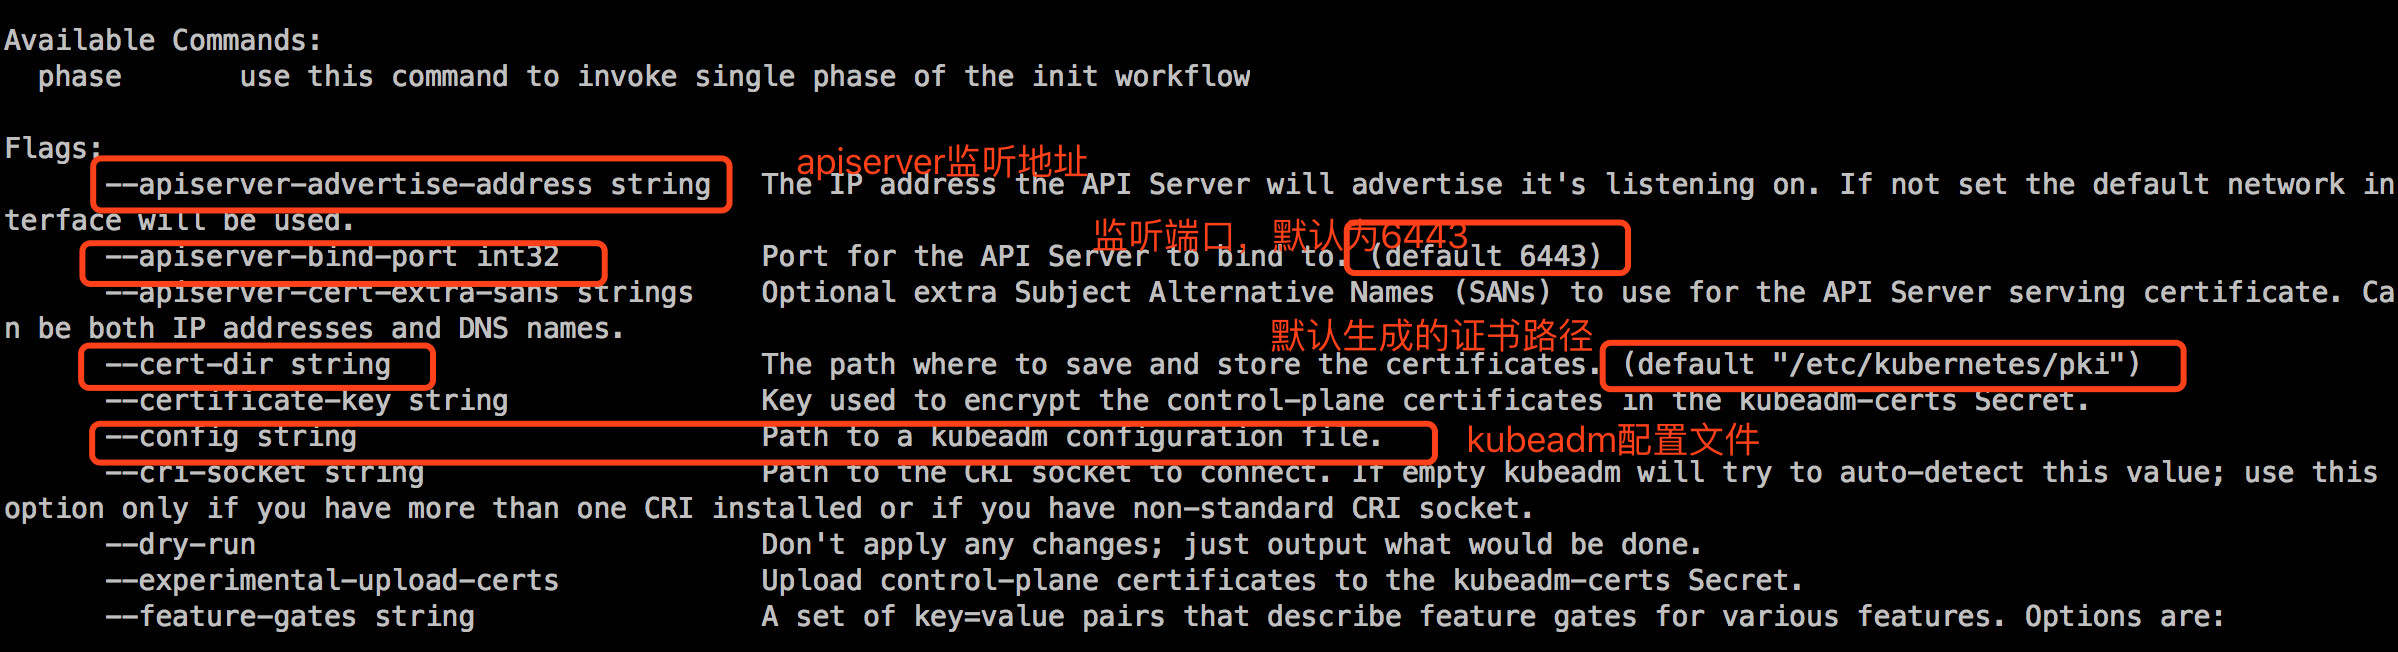 Available Commands:
phase use this command to invoke single phase of the init workflow
Flags:
apiserver监听地址
--apiserver-advertise-address string The IP address the API Server will advertise it's listening on. If not set the default network in
terface will be used.
监听端口，默认为6443
--apiserver-bind-port int32 Port for the API Server to bind to. (default 6443)
--apiserver-cert-extra-sans strings Optional extra Subject Alternative Names (SANs) to use for the API Server serving certificate. Ca
n be both IP addresses and DNS names.
默认生成的证书路径
--cert-dir string The path where to save and store the certificates. (default "/etc/kubernetes/pki")
--certificate-key string Key used to encrypt the control-plane certificates in the kubeadm-certs Secret.
--config string Path to a kubeadm configuration file. kubeadm配置文件
--cri-socket string Path to the CRI socket to connect. If empty kubeadm will try to auto-detect this value; use this
option only if you have more than one CRI installed or if you have non-standard CRI socket.
--dry-run Don't apply any changes; just output what would be done.
--experimental-upload-certs Upload control-plane certificates to the kubeadm-certs Secret.
--feature-gates string A set of key=value pairs that describe feature gates for various features. Options are: